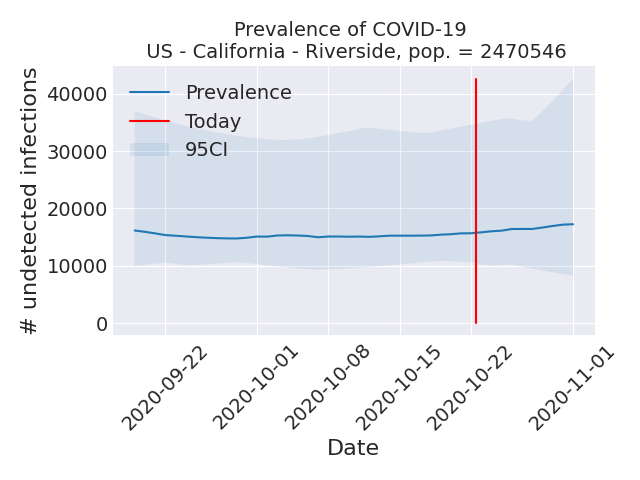 Prevalence of COVID-19
US - California - Riverside, pop. = 2470546
# undetected infections
40000
30000
20000
10000
0
Prevalence
Today
95CI
2020-09-22
2020-10-01
2020-10-08
2020-10-15
2020-10-22
2020-11-01
Date